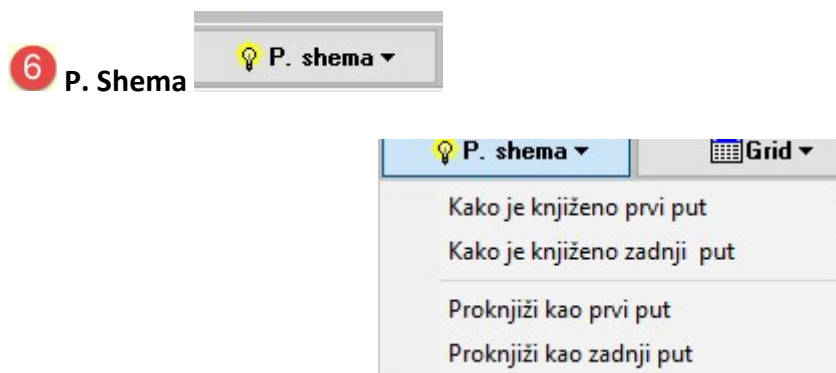 6 P. Shema P. shema
P. shema Grid
Kako je knjiženo prvi put
Kako je knjiženo zadnji put
Proknjiži kao prvi put
Proknjiži kao zadnji put